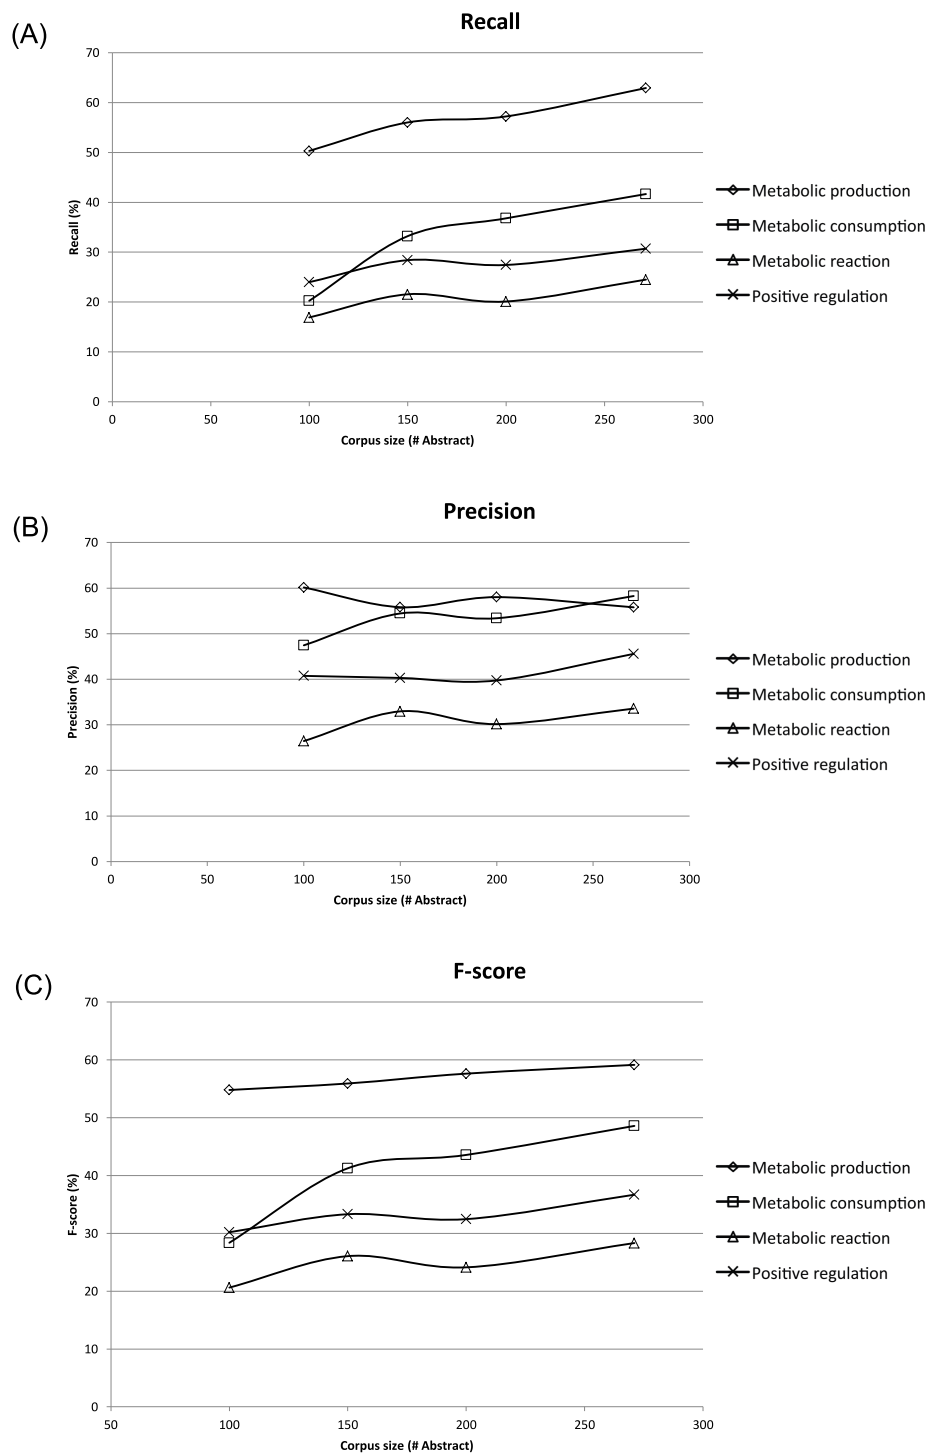 (A)
Recall
70
60
50
40
30
20
10
0
Recall (%)
0 50 100 150 200 250 300
Corpus size (# Abstract)
Metabolic production
Metabolic consumption
Metabolic reaction
Positive regulation
(B)
Precision
70
60
50
40
30
20
10
0
Precision (%)
0 50 100 150 200 250 300
Corpus size (# Abstract)
Metabolic production
Metabolic consumption
Metabolic reaction
Positive regulation
(C)
F-score
70
60
50
40
30
20
10
0
F-score (%)
50 100 150 200 250 300
Corpus size (# Abstract)
Metabolic production
Metabolic consumption
Metabolic reaction
Positive regulation